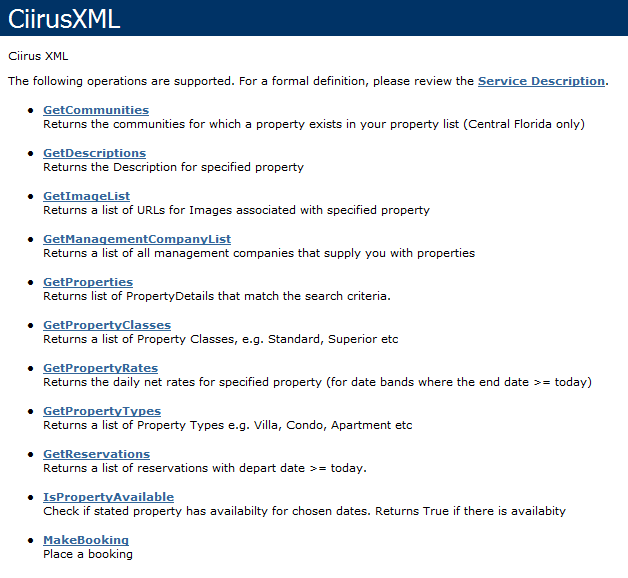 CiirusXML
Ciirus XML
The following operations are supported. For a formal definition, please review the Service Description.
GetCommunities
Returns the communities for which a property exists in your property list (Central Florida only)
GetDescriptions
Returns the Description for specified property
GetImageList
Returns a list of URLs for Images associated with specified property
GetManagementCompanyList
Returns a list of all management companies that supply you with properties
GetProperties
Returns list of PropertyDetails that match the search criteria.
GetPropertyClasses
Returns a list of Property Classes, e.g. Standard, Superior etc
GetPropertyRates
Returns the daily net rates for specified property (for date bands where the end date >= today)
GetPropertyTypes
Returns a list of Property Types e.g. Villa, Condo, Apartment etc
GetReservations
Returns a list of reservations with depart date >= today.
IsPropertyAvailable
Check if stated property has availabilty for chosen dates. Returns True if there is availabity
MakeBooking
Place a booking